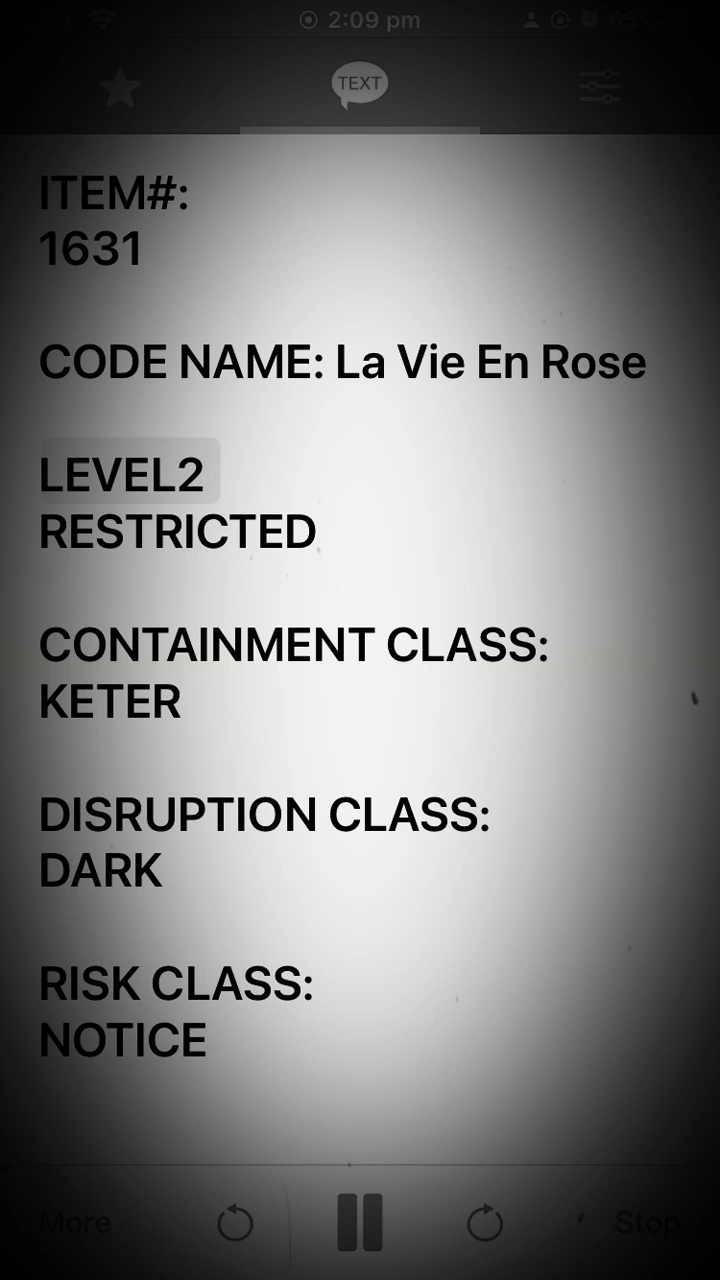 2:09 pm
TEXT
ITEM#:
1631
CODE NAME: La Vie En Rose
LEVEL2
RESTRICTED
CONTAINMENT CLASS:
KETER
DISRUPTION CLASS:
DARK
RISK CLASS:
NOTICE
More
Stop